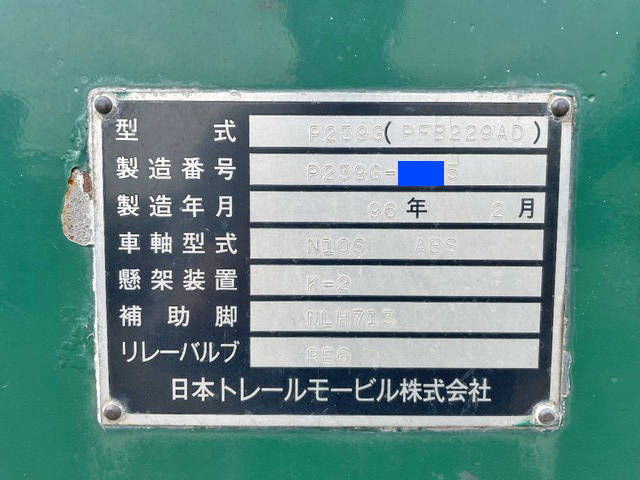 型式 P239G(PFB229AD)
製造番号 P239G- 5
製造年月 96年 2月
車軸型式 N10S ABS
懸架装置 K-2
補助脚 NLH713
リレーバルブ RE6
日本トレールモービル株式会社